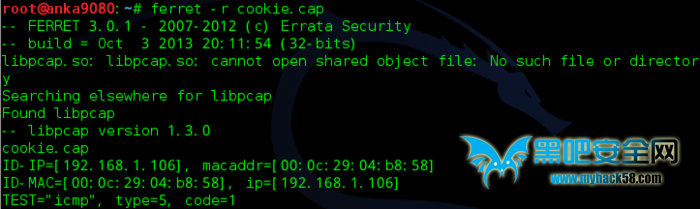 root@anka9080:~# ferret -r cookie.cap
-- FERRET 3.0.1 - 2007-2012 (c) Errata Security
-- build = Oct  3 2013 20:11:54 (32-bits)
libpcap.so: libpcap.so: cannot open shared object file: No such file or director
y
Searching elsewhere for libpcap
Found libpcap
-- libpcap version 1.3.0
cookie.cap
ID-IP=[192.168.1.106], macaddr=[00:0c:29:04:b8:58]
ID-MAC=[00:0c:29:04:b8:58], ip=[192.168.1.106]
TEST="icmp", type=5, code=1
黑吧安全网
www.myhack58.com